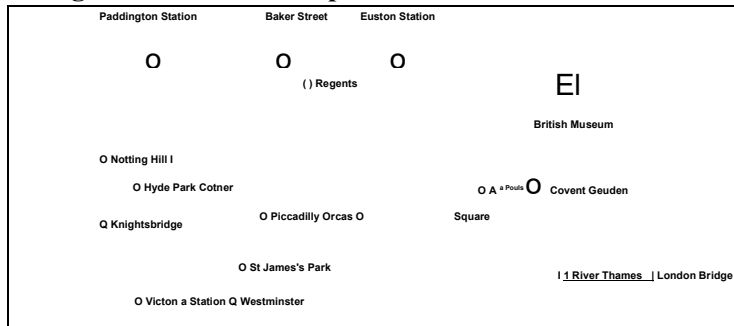 Paddington Station Baker Street Euston Station
O O O
( ) Regents
El
British Museum
O Notting Hill I
O Hyde Park Cotner O A a Pouls O Covent Geuden
Q Knightsbridge O Piccadilly Orcas O Square
O St James's Park I 1 River Thames | London Bridge
O Victon a Station Q Westminster